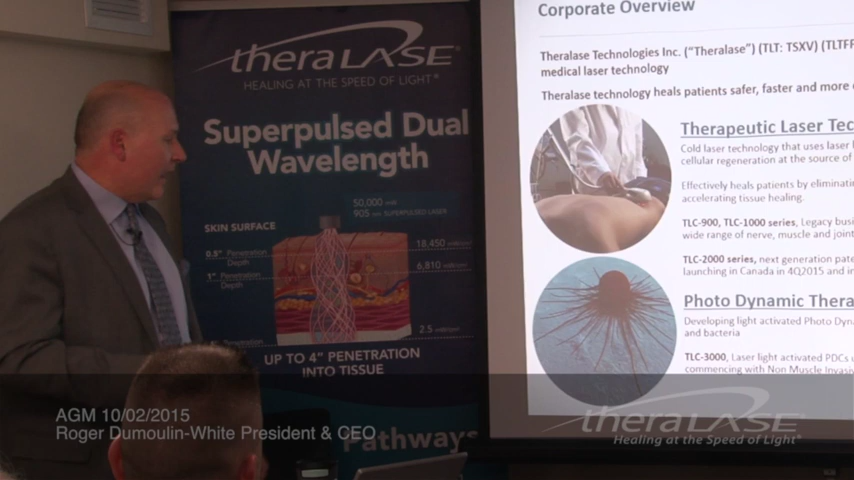 theraLASE®
HEALING AT THE SPEED OF LIGHT®
Superpulsed Dual
Wavelength
50,000
905 SUPERPULSED LASER
SKIN SURFACE
0.5" Penetration
Depth
18,450
1" Penetration
Depth
6,810
2.5
UP TO 4" PENETRATION
INTO TISSUE
Pathways
Corporate Overview
Theralase Technologies Inc. ("Theralase") (TLT: TSXV) (TLTFF
medical laser technology
Theralase technology heals patients safer, faster and more
Therapeutic Laser Tec
Cold laser technology that uses laser
cellular regeneration at the source of
Effectively heals patients by eliminatin
accelerating tissue healing.
TLC-900, TLC-1000 series, Legacy busi
wide range of nerve, muscle and joint
TLC-2000 series, next generation pate
launching in Canada in 4Q2015 and in
Photo Dynamic Thera
Developing light activated Photo Dyn
and bacteria
TLC-3000, Laser light activated PDCs
commencing with Non Muscle Invasiv
AGM 10/02/2015
Roger Dumoulin-White President & CEO
theraLASE
Healing at the Speed of Light®